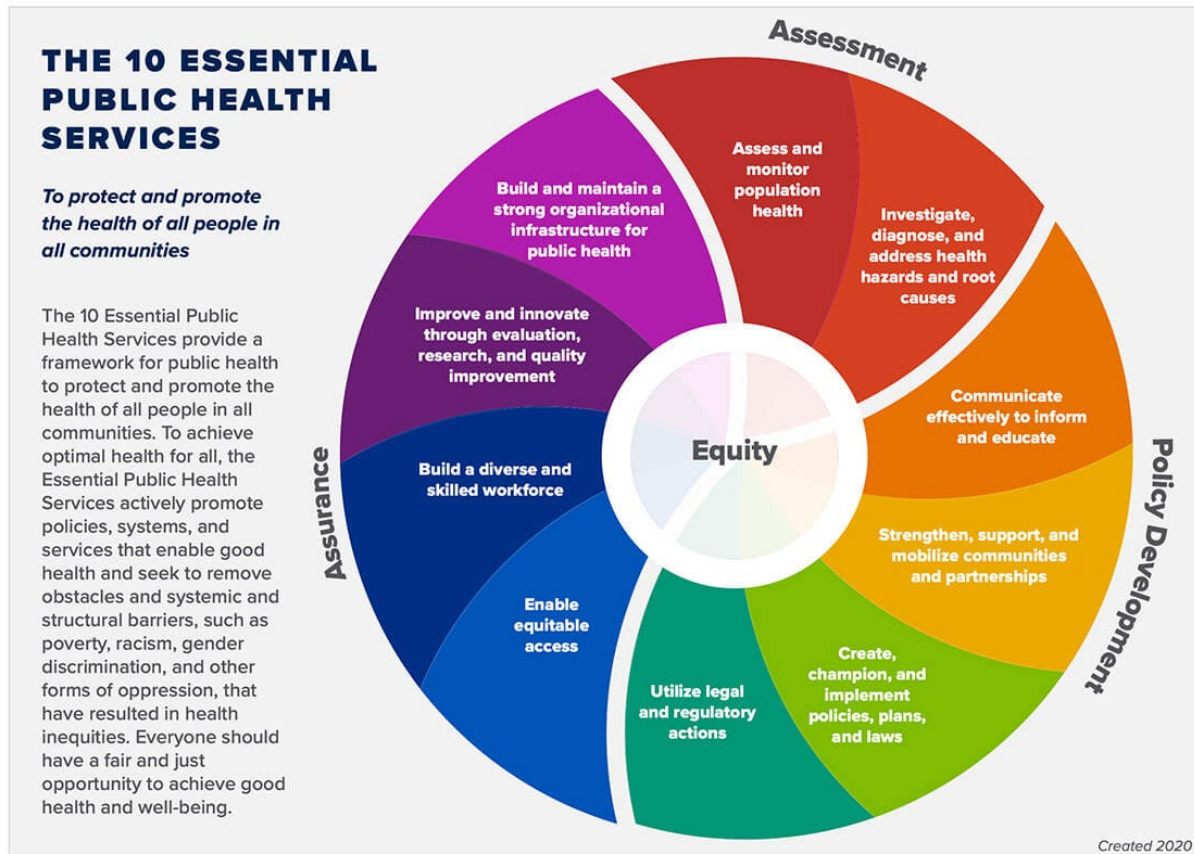 THE 10 ESSENTIAL
PUBLIC HEALTH
SERVICES
To protect and promote
the health of all people in
all communities
The 10 Essential Public
Health Services provide a
framework for public health
to protect and promote the
health of all people in all
communities. To achieve
optimal health for all, the
Essential Public Health
Services actively promote
policies, systems, and
services that enable good
health and seek to remove
obstacles and systemic and
structural barriers, such as
poverty, racism, gender
discrimination, and other
forms of oppression, that
have resulted in health
inequities. Everyone should
have a fair and just
opportunity to achieve good
health and well-being.
Assessment
Assess and
monitor
population
health
Investigate,
diagnose, and
address health
hazards and root
causes
Policy Development
Communicate
effectively to inform
and educate
Strengthen, support, and
mobilize communities
and partnerships
Create,
champion, and
implement
policies, plans,
and laws
Utilize legal
and regulatory
actions
Assurance
Enable
equitable
access
Build a diverse and
skilled workforce
Improve and innovate
through evaluation,
research, and quality
improvement
Build and maintain a
strong organizational
infrastructure for
public health
Equity
Created 2020